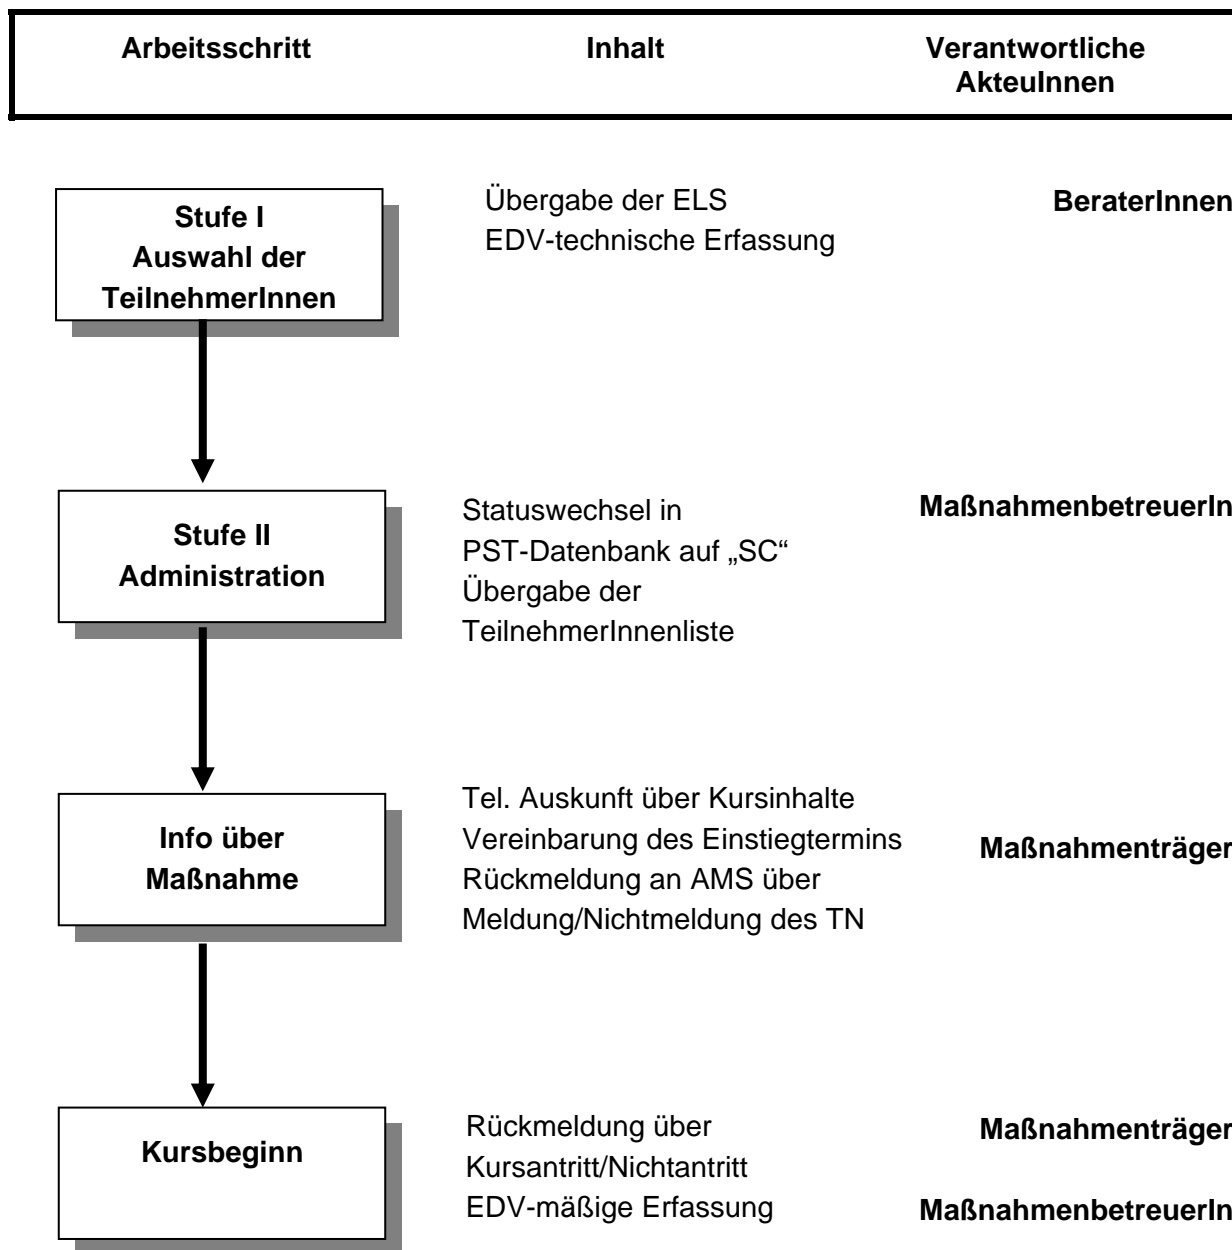 Arbeitsschritt
Inhalt
Verantwortliche
AkteuInnen
Stufe I
Auswahl der
TeilnehmerInnen
Übergabe der ELS
EDV-technische Erfassung
BeraterInnen
Stufe II
Administration
Statuswechsel in
PST-Datenbank auf „SC“
Übergabe der
TeilnehmerInnenliste
MaßnahmenbetreuerIn
Info über
Maßnahme
Tel. Auskunft über Kursinhalte
Vereinbarung des Einstiegtermins
Rückmeldung an AMS über
Meldung/Nichtmeldung des TN
Maßnahmenträger
Kursbeginn
Rückmeldung über
Kursantritt/Nichtantritt
EDV-mäßige Erfassung
Maßnahmenträger
MaßnahmenbetreuerIn